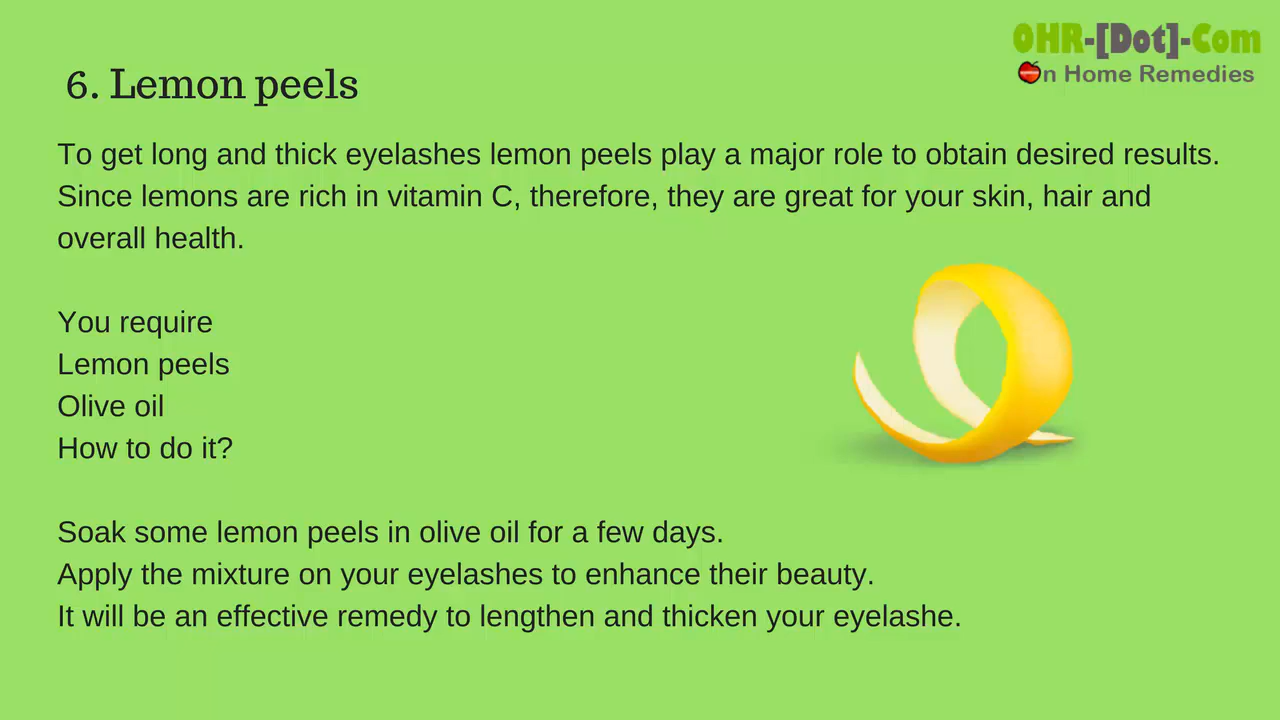 OHR-[Dot]-Com
On Home Remedies
6. Lemon peels
To get long and thick eyelashes lemon peels play a major role to obtain desired results.
Since lemons are rich in vitamin C, therefore, they are great for your skin, hair and
overall health.
You require
Lemon peels
Olive oil
How to do it?
Soak some lemon peels in olive oil for a few days.
Apply the mixture on your eyelashes to enhance their beauty.
It will be an effective remedy to lengthen and thicken your eyelashe.